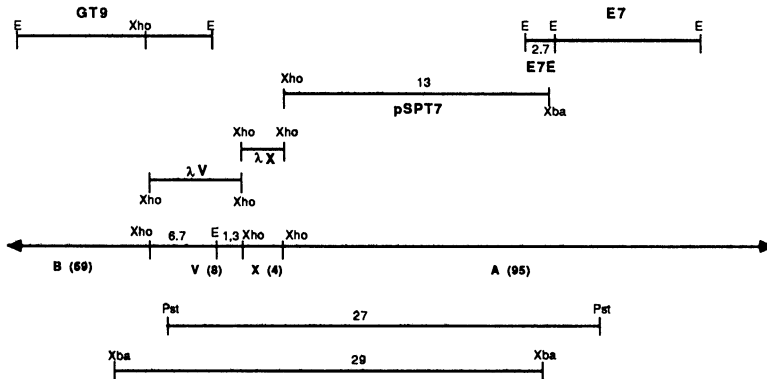 GT9
E7
E Xho E
E E E
2.7
E7E
Xho 13
pSPT7
Xba
Xho Xho
λ X
λ V
Xho Xho
Xho 6.7 E 1,3 Xho Xho
B (69) V (8) X (4) A (95)
Pst 27 Pst
Xba 29 Xba